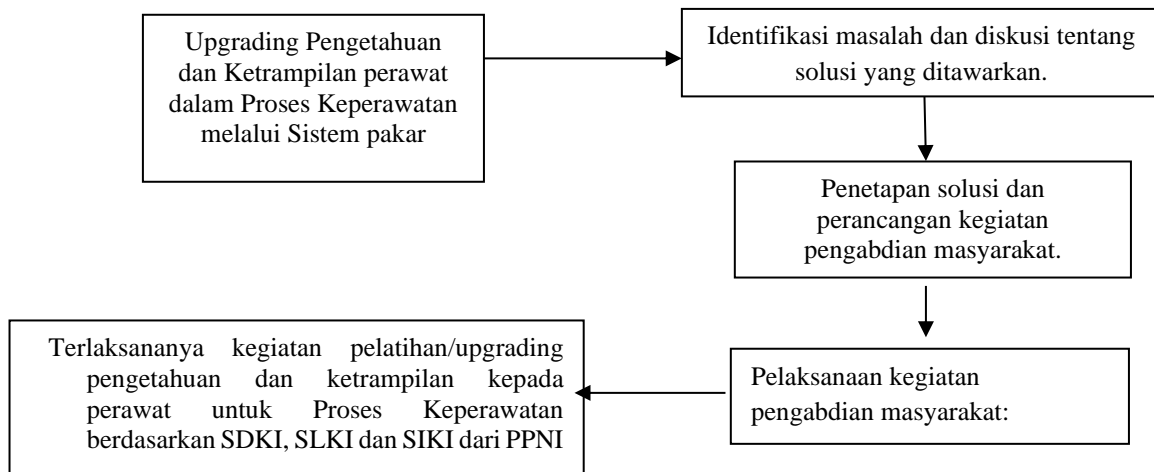 Upgrading Pengetahuan
dan Ketrampilan perawat
dalam Proses Keperawatan
melalui Sistem pakar
Identifikasi masalah dan diskusi tentang
solusi yang ditawarkan.
Penetapan solusi dan
perancangan kegiatan
pengabdian masyarakat.
Pelaksanaan kegiatan
pengabdian masyarakat:
Terlaksananya kegiatan pelatihan/upgrading
pengetahuan dan ketrampilan kepada
perawat untuk Proses Keperawatan
berdasarkan SDKI, SLKI dan SIKI dari PPNI